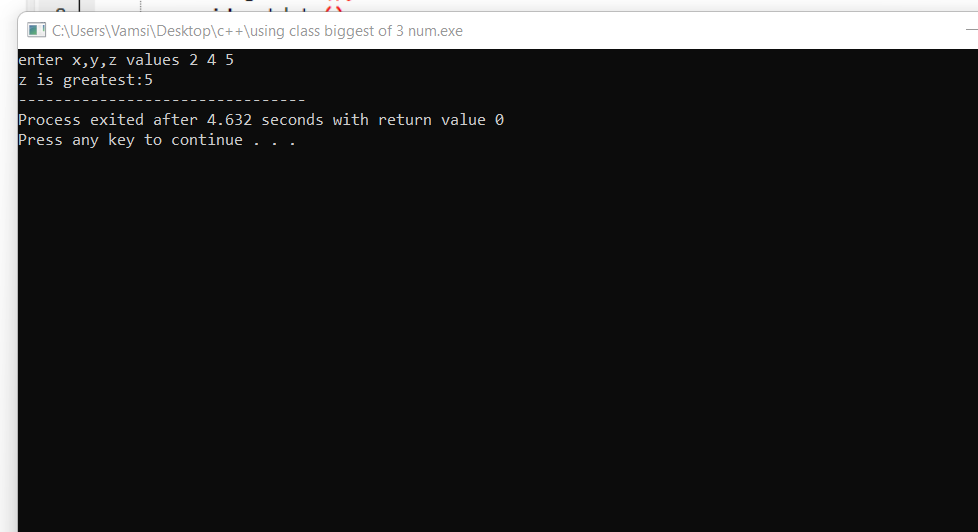 C:\Users\Vamsi\Desktop\c++\using class biggest of 3 num.exe
enter x,y,z values 2 4 5
z is greatest:5
--------------------------------
Process exited after 4.632 seconds with return value 0
Press any key to continue . . .